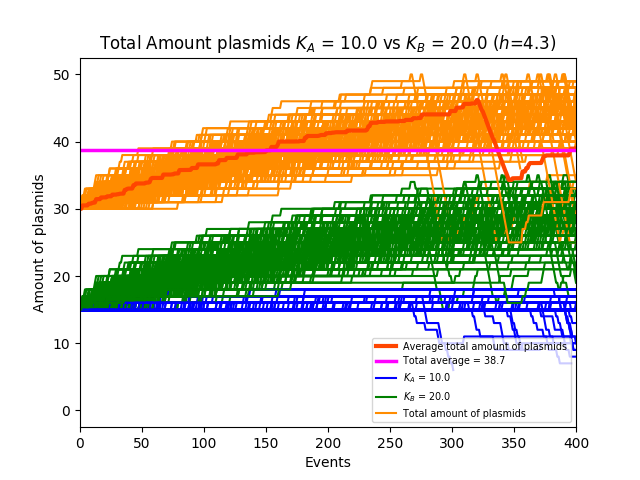 Total Amount plasmids K_A = 10.0 vs K_B = 20.0 (h=4.3)
50
40
30
20
10
0
Amount of plasmids
0 50 100 150 200 250 300 350 400
Events
Average total amount of plasmids
Total average = 38.7
K_A = 10.0
K_B = 20.0
Total amount of plasmids